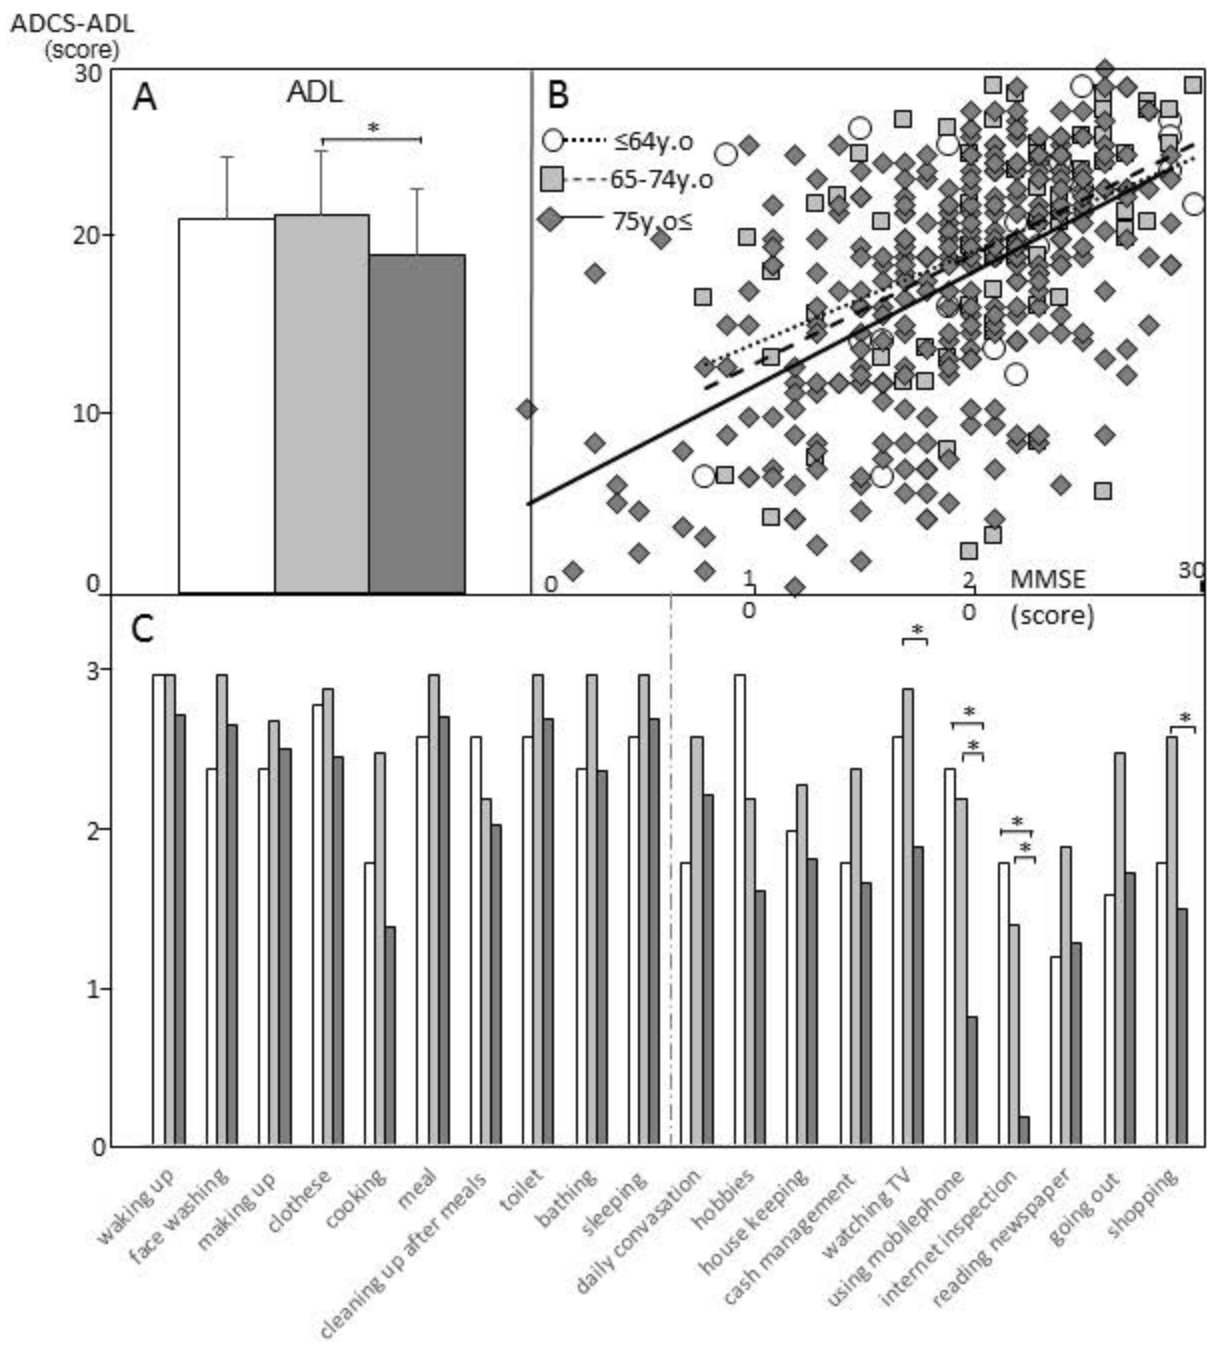 ADCS-ADL
(score)
30
20
10
0
A
ADL
*
B
≤64y.o
65-74y.o
75y.o≤
0
1
0
2
0
MMSE
(score)
30
C
3
2
1
0
*
*
*
*
*
*
waking up
face washing
making up
clothese
cooking
meal
cleaning up after meals
toilet
bathing
sleeping
daily convasation
hobbies
house keeping
cash management
watching TV
using mobilephone
internet inspection
reading newspaper
going out
shopping